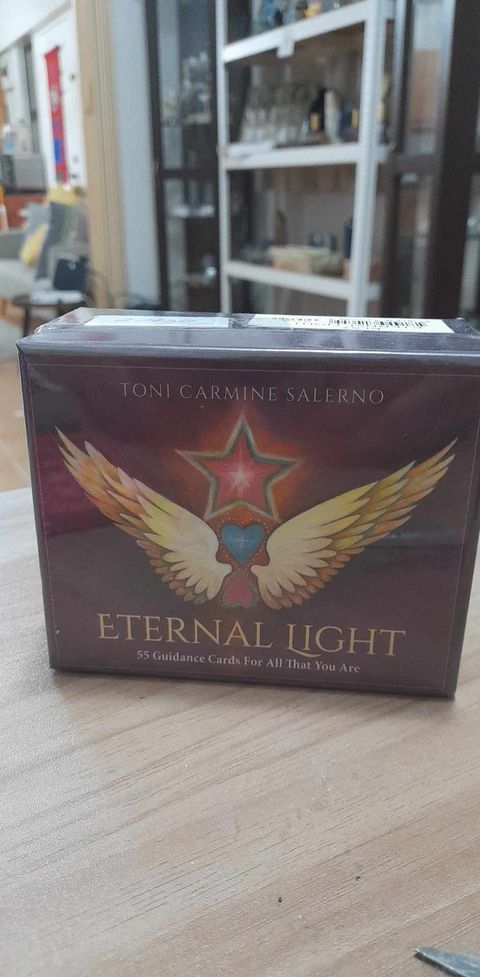 TONI CARMINE SALERNO
ETERNAL LIGHT
55 Guidance Cards For All That You Are